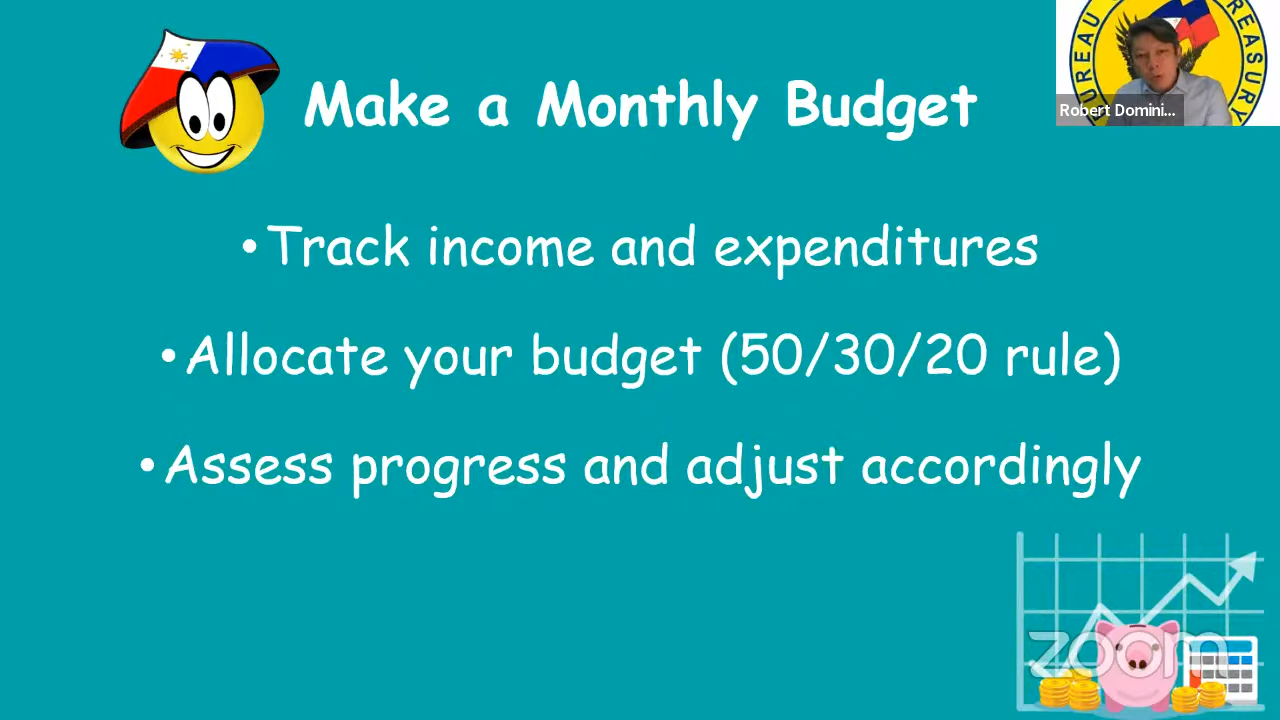 Make a Monthly Budget
• Track income and expenditures
• Allocate your budget (50/30/20 rule)
• Assess progress and adjust accordingly
Robert Domini...
zoom